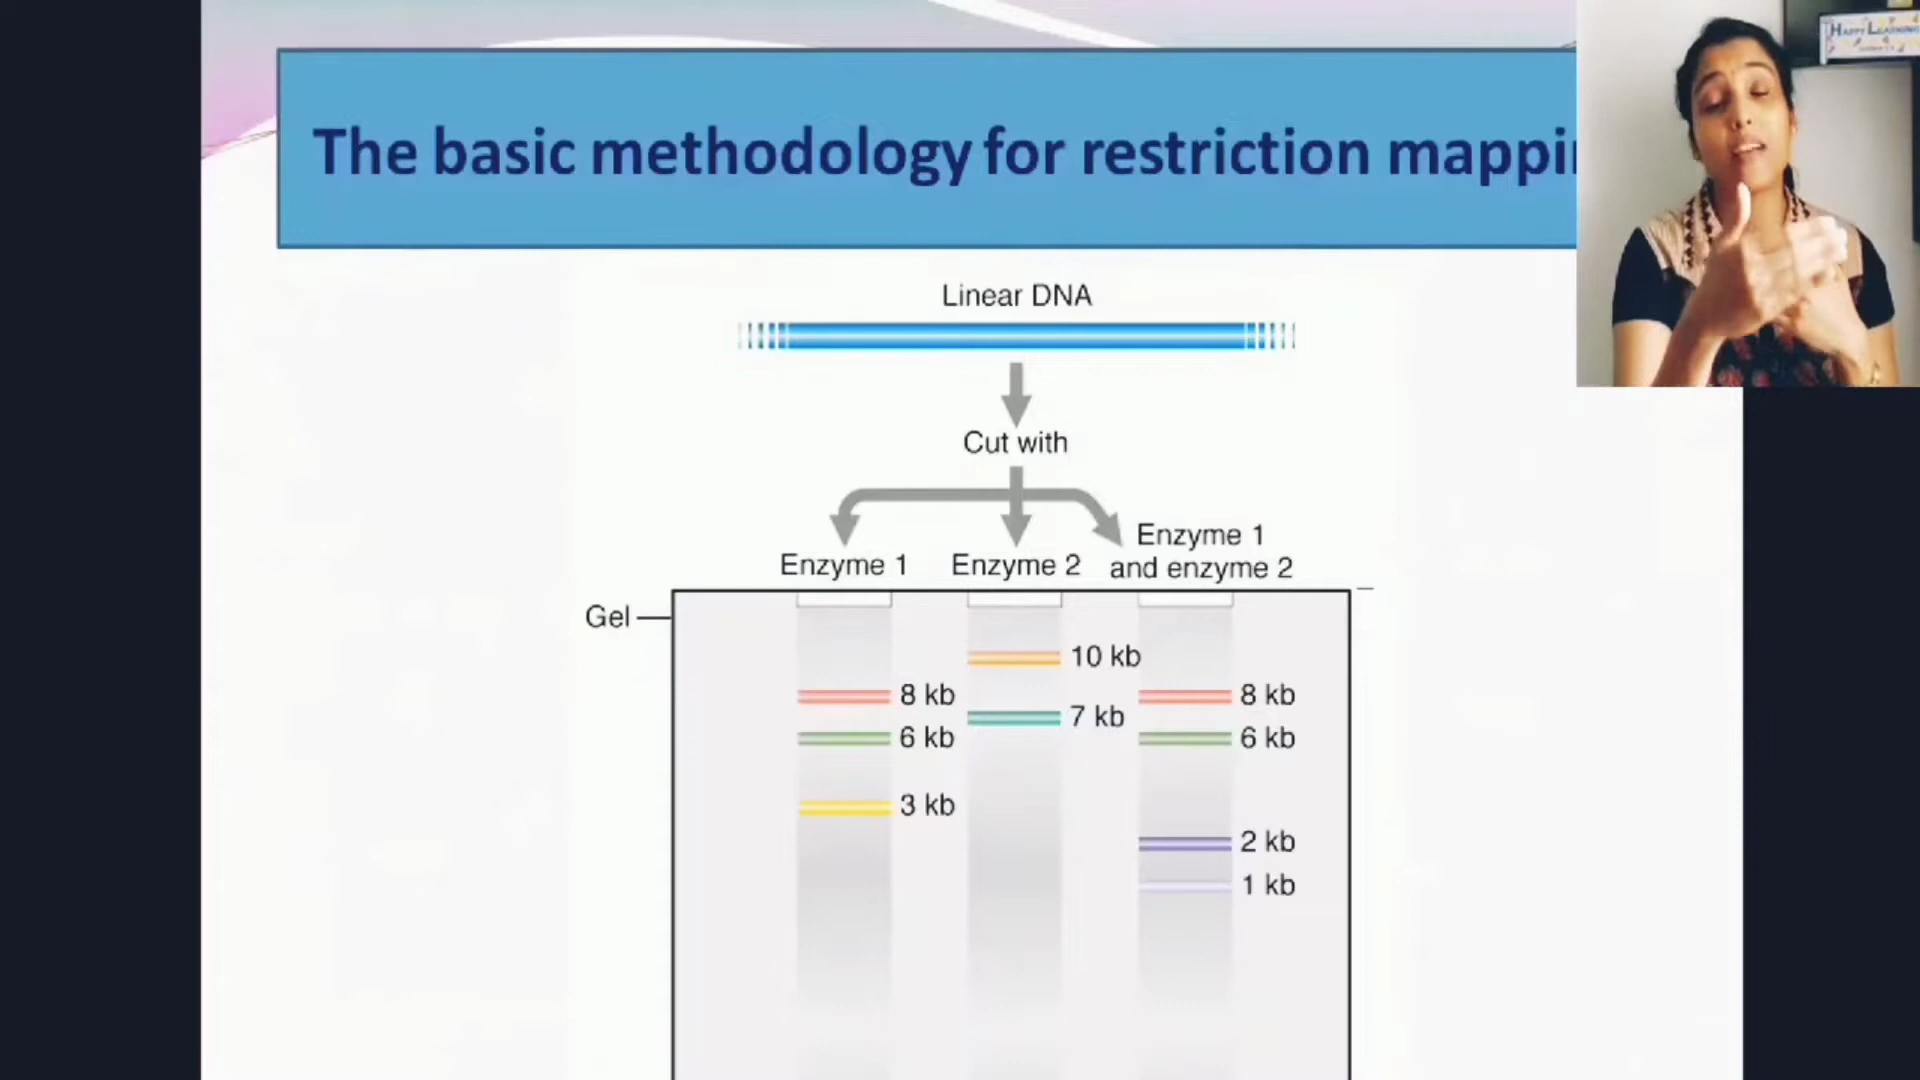 The basic methodology for restriction mappi
HAPPY LEARNING
Linear DNA
Cut with
Enzyme 1
Enzyme 2
Enzyme 1
and enzyme 2
Gel
10 kb
8 kb
8 kb
7 kb
6 kb
6 kb
3 kb
2 kb
1 kb